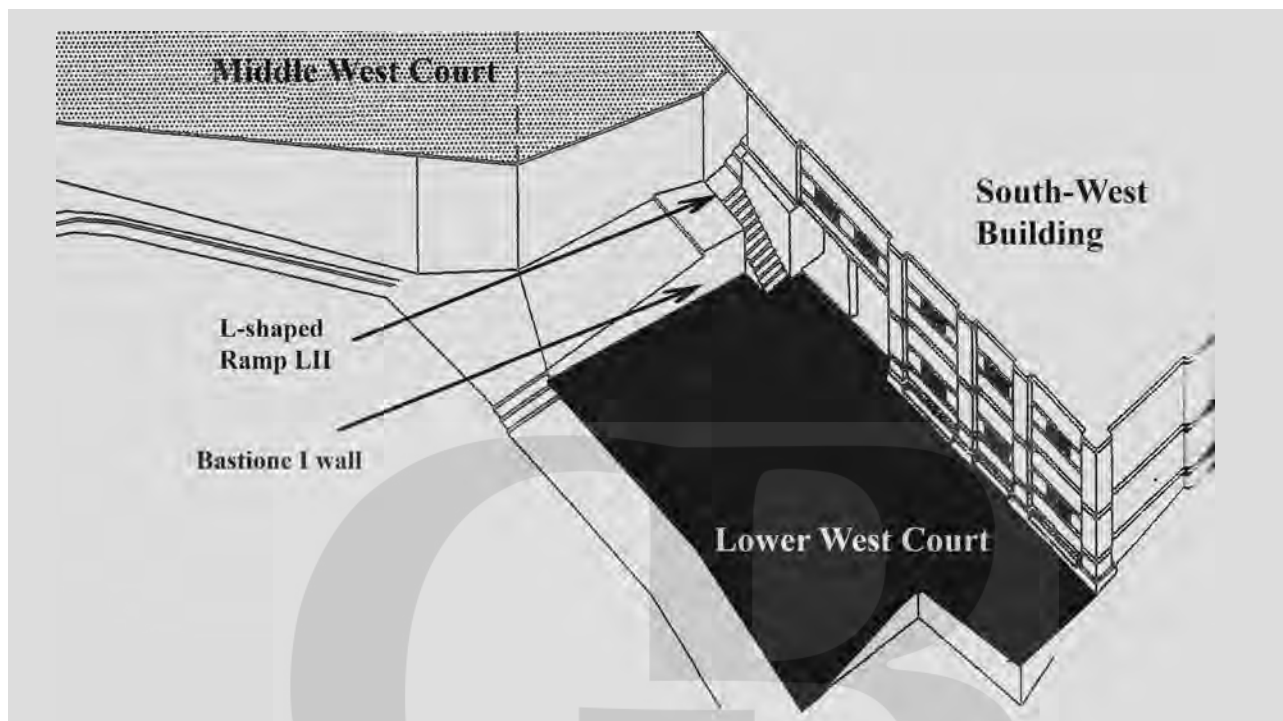 Middle West Court
South-West
Building
L-shaped
Ramp LII
Bastione I wall
Lower West Court